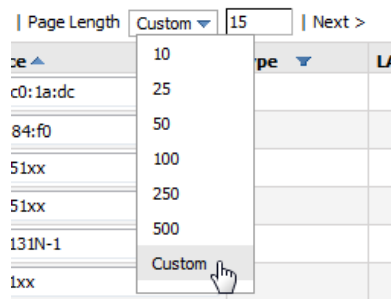 | Page Length Custom 15 | Next >
ce pe LA
10
c0:1a:dc
25
84:f0
50
51xx
100
51xx
250
131N-1
500
1xx
Custom